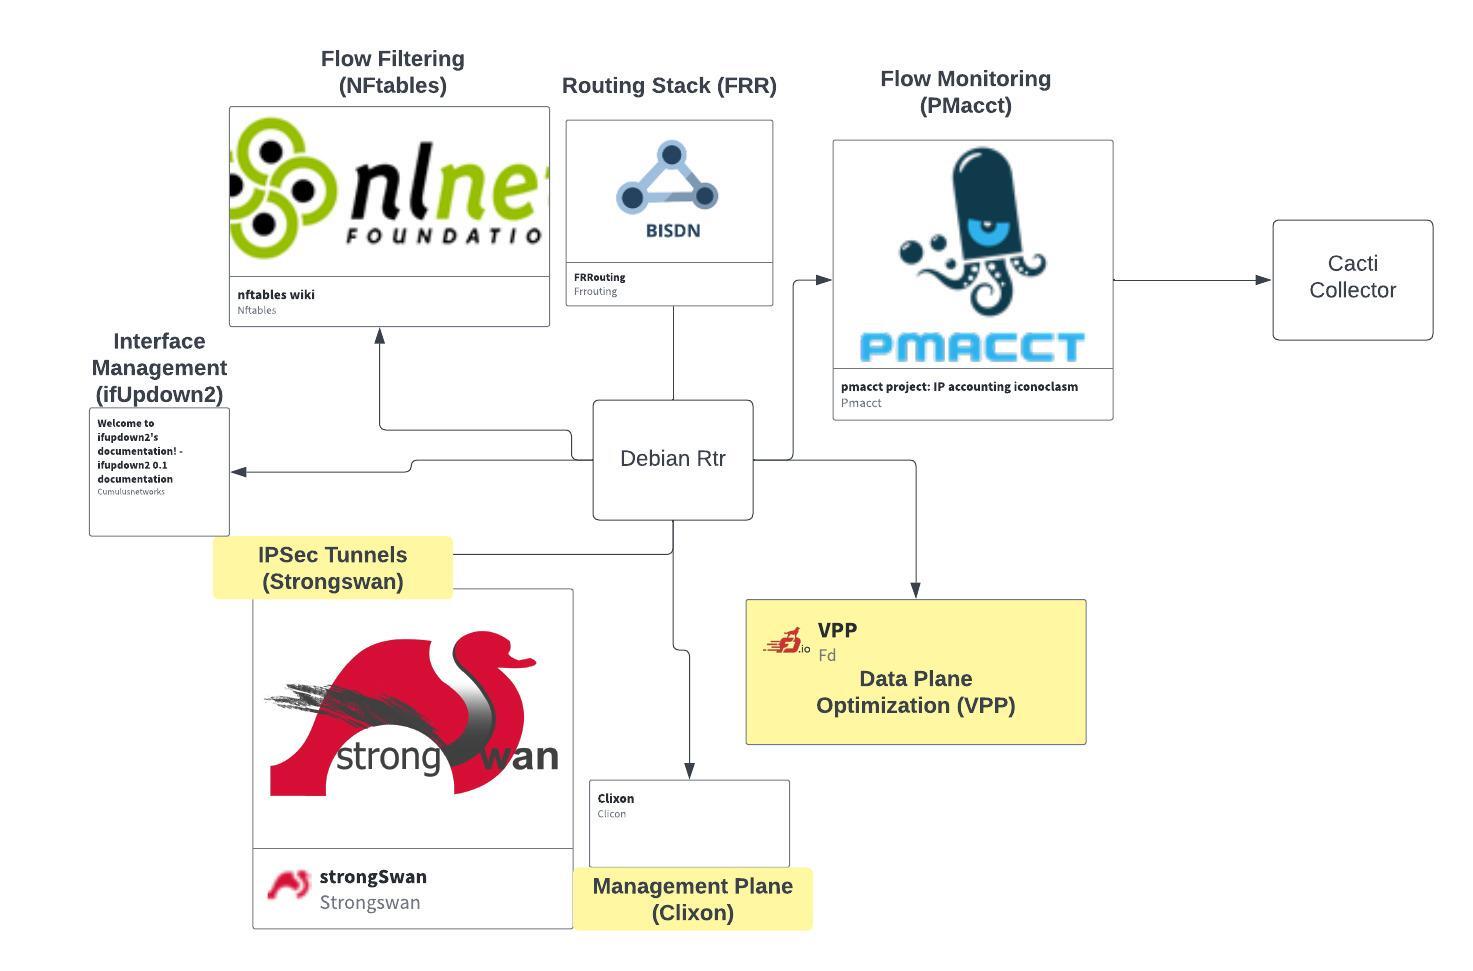 Flow Filtering
(NFtables)
Routing Stack (FRR)
Flow Monitoring
(PMacct)
nlne
FOUNDATIO
nftables wiki
Nftables
BISDN
FRRouting
Frrouting
PMACCT
pmacct project: IP accounting iconoclasm
Pmacct
Cacti
Collector
Interface
Management
(ifUpdown2)
Welcome to
ifupdown2's
documentation! -
ifupdown2 0.1
documentation
Cumulusnetworks
Debian Rtr
IPSec Tunnels
(Strongswan)
strongswan
strongSwan
Strongswan
.io
VPP
Fd
Data Plane
Optimization (VPP)
Clixon
Clicon
Management Plane
(Clixon)